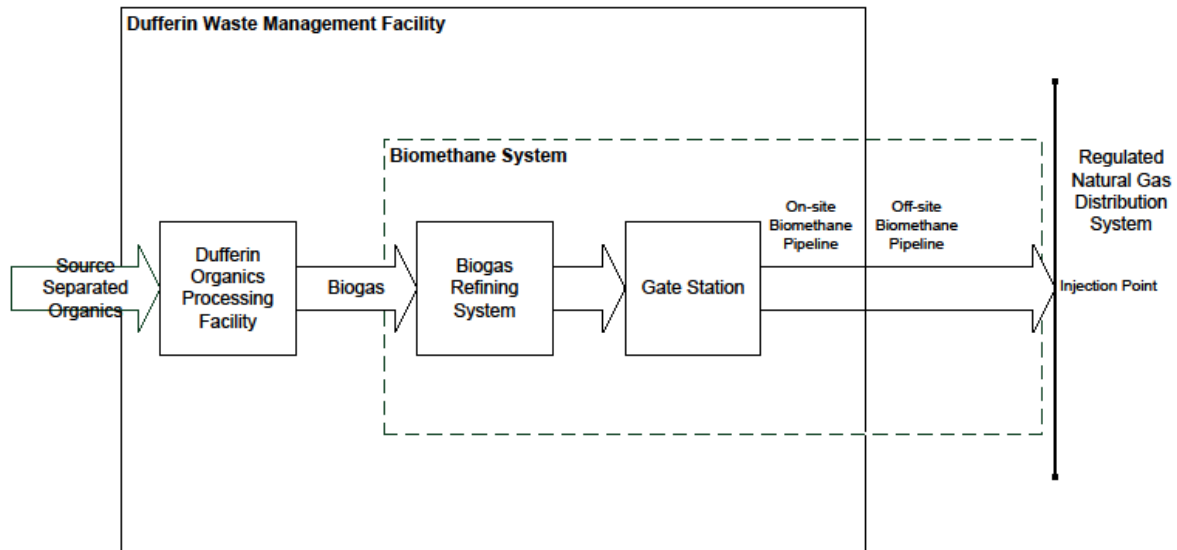 Dufferin Waste Management Facility
Biomethane System
Regulated
Natural Gas
Distribution
System
On-site
Biomethane
Pipeline
Off-site
Biomethane
Pipeline
Source
Separated
Organics
Dufferin
Organics
Processing
Facility
Biogas
Biogas
Refining
System
Gate Station
Injection Point